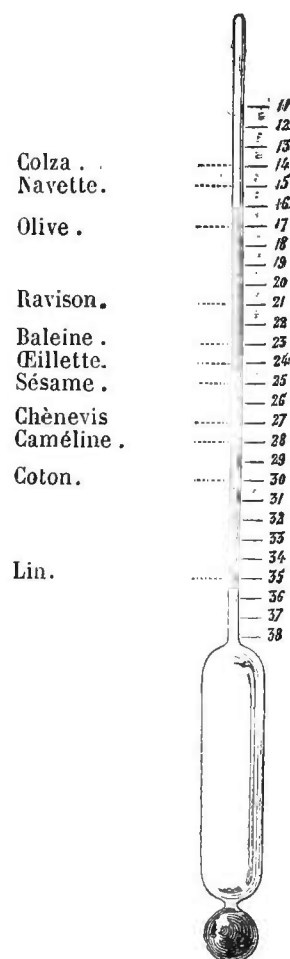 11
12
13
Colza . 14
Navette. 15
16
Olive . 17
18
19
20
Ravison. 21
22
Baleine . 23
Œillette. 24
Sésame . 25
26
Chènevis 27
Caméline . 28
29
Coton. 30
31
32
33
34
Lin. 35
36
37
38